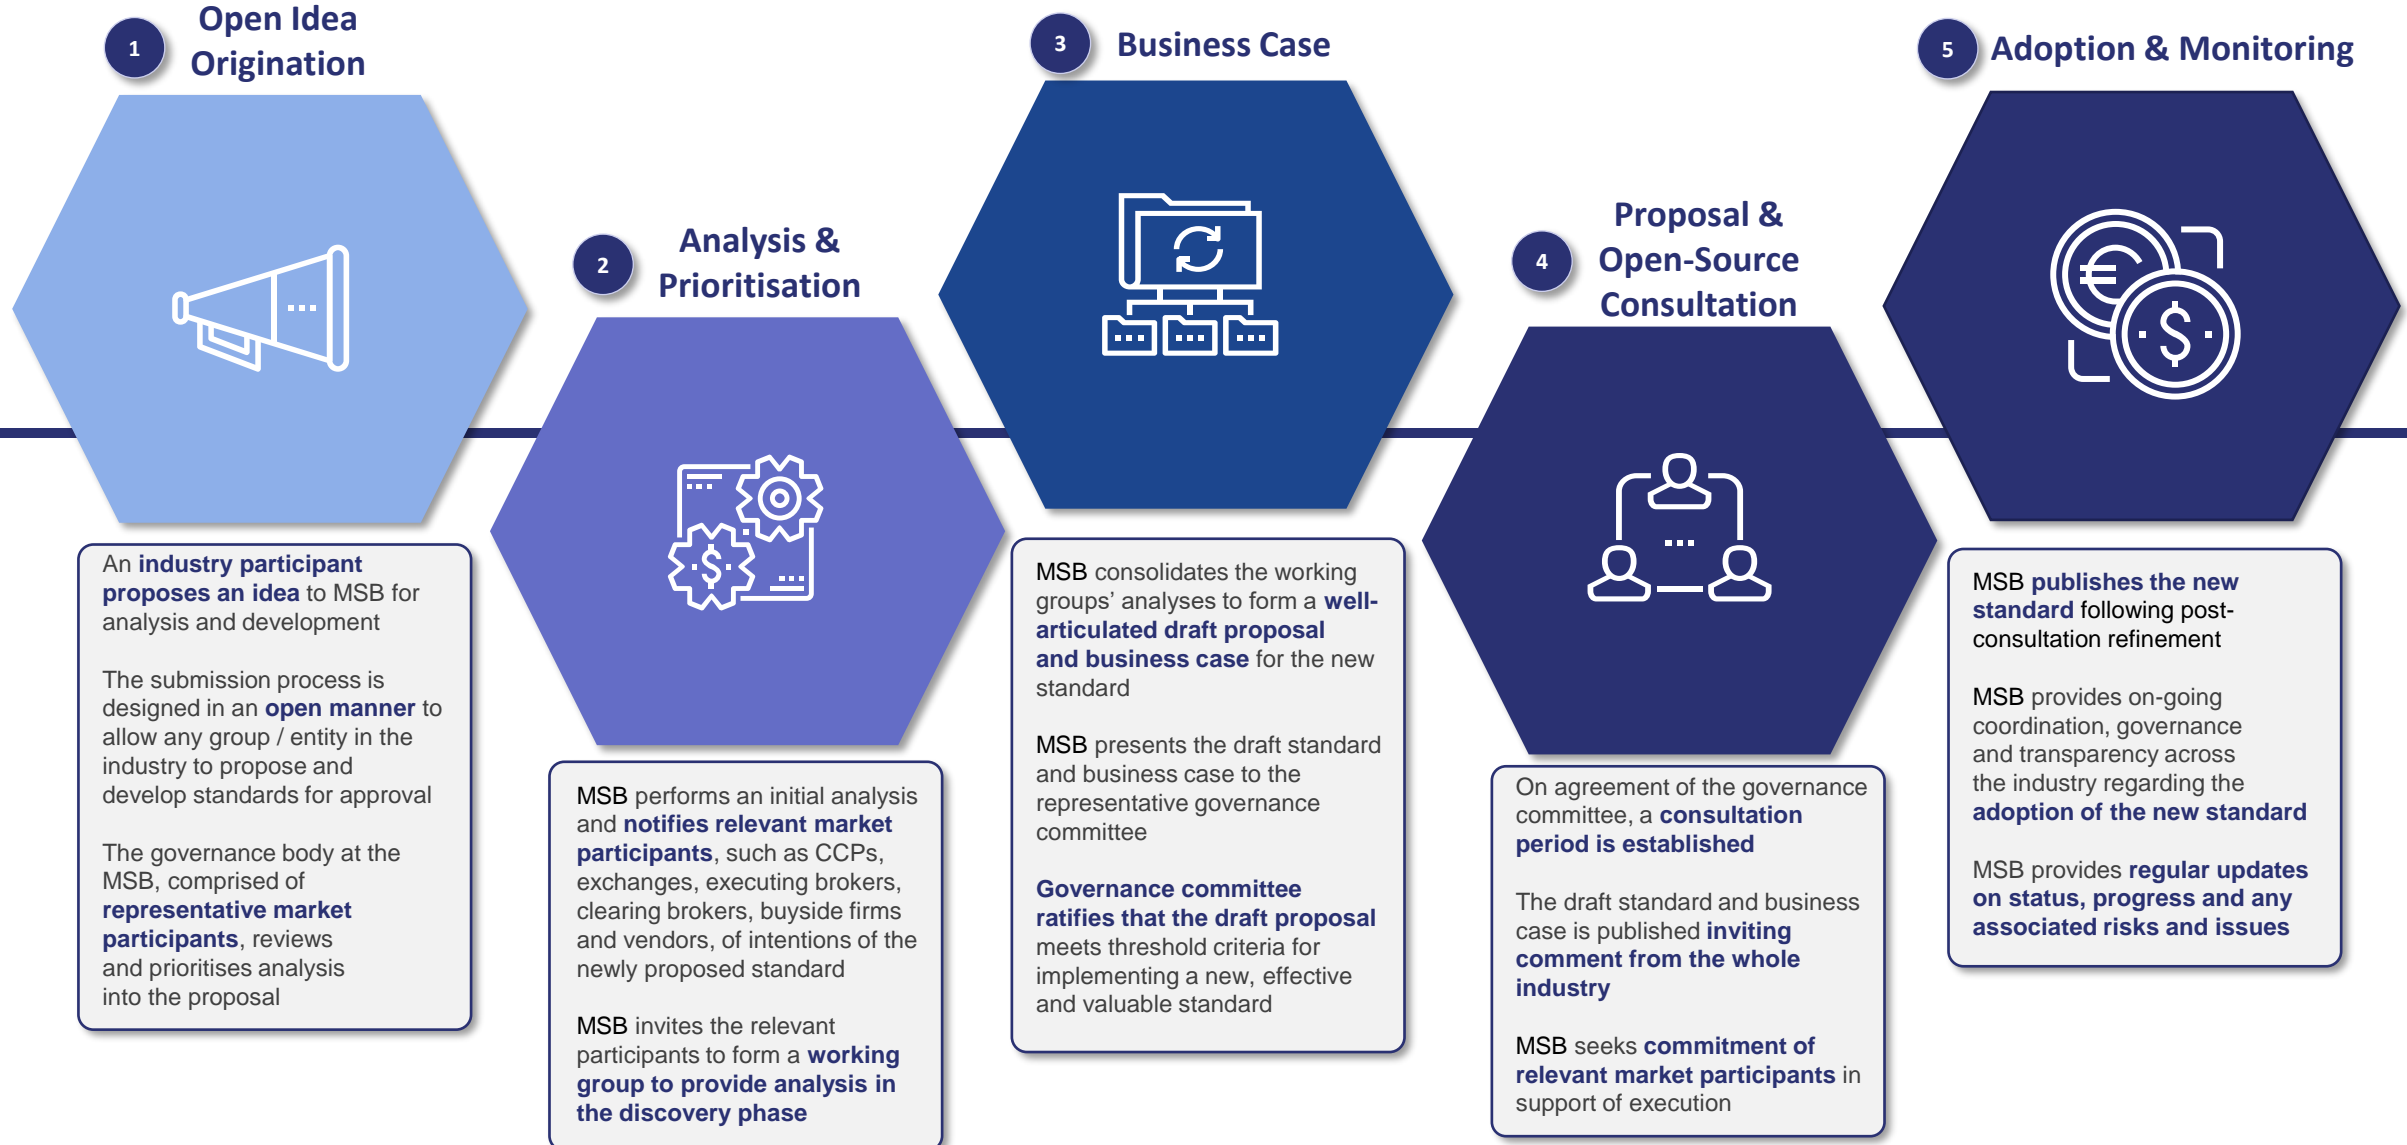 1
Open Idea
Origination
An industry participant
proposes an idea to MSB for
analysis and development
The submission process is
designed in an open manner to
allow any group / entity in the
industry to propose and
develop standards for approval
The governance body at the
MSB, comprised of
representative market
participants, reviews
and prioritises analysis
into the proposal
2
Analysis &
Prioritisation
MSB performs an initial analysis
and notifies relevant market
participants, such as CCPs,
exchanges, executing brokers,
clearing brokers, buyside firms
and vendors, of intentions of the
newly proposed standard
MSB invites the relevant
participants to form a working
group to provide analysis in
the discovery phase
3
Business Case
MSB consolidates the working
groups’ analyses to form a well-
articulated draft proposal
and business case for the new
standard
MSB presents the draft standard
and business case to the
representative governance
committee
Governance committee
ratifies that the draft proposal
meets threshold criteria for
implementing a new, effective
and valuable standard
4
Proposal &
Open-Source
Consultation
On agreement of the governance
committee, a consultation
period is established
The draft standard and business
case is published inviting
comment from the whole
industry
MSB seeks commitment of
relevant market participants in
support of execution
5
Adoption & Monitoring
MSB publishes the new
standard following post-
consultation refinement
MSB provides on-going
coordination, governance
and transparency across
the industry regarding the
adoption of the new standard
MSB provides regular updates
on status, progress and any
associated risks and issues